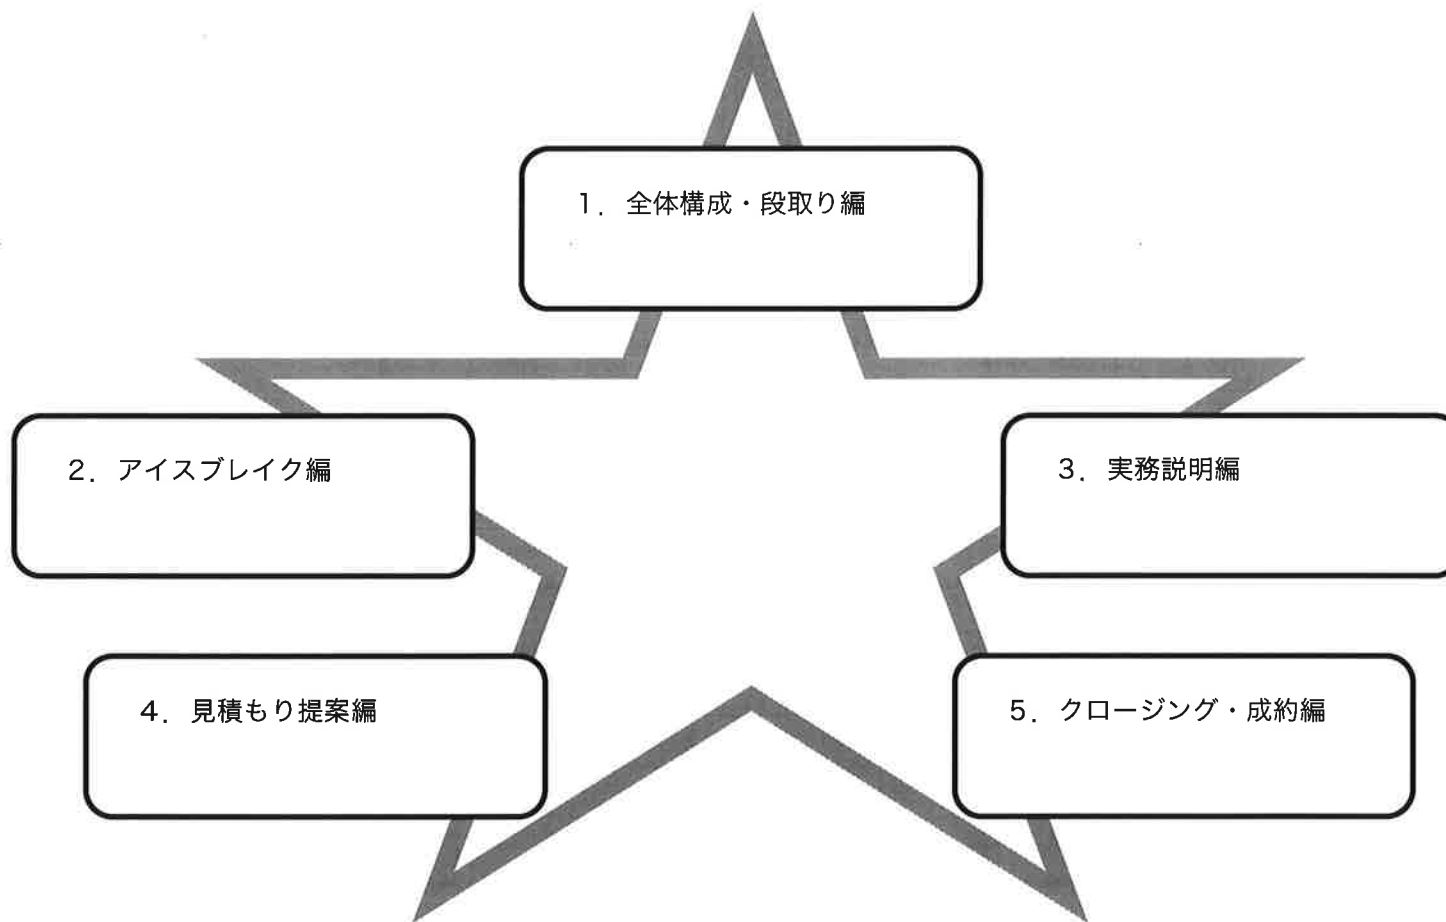 1．全体構成・段取り編
2．アイスブレイク編
3．実務説明編
4．見積もり提案編
5．クロージング・成約編